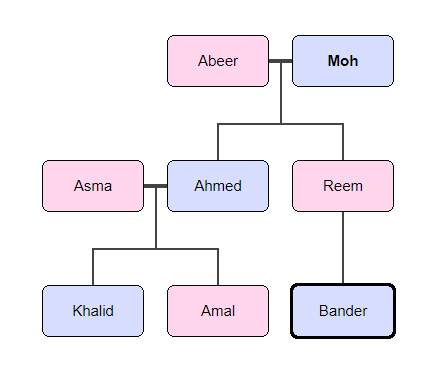 Abeer
Moh
Asma
Ahmed
Reem
Khalid
Amal
Bander